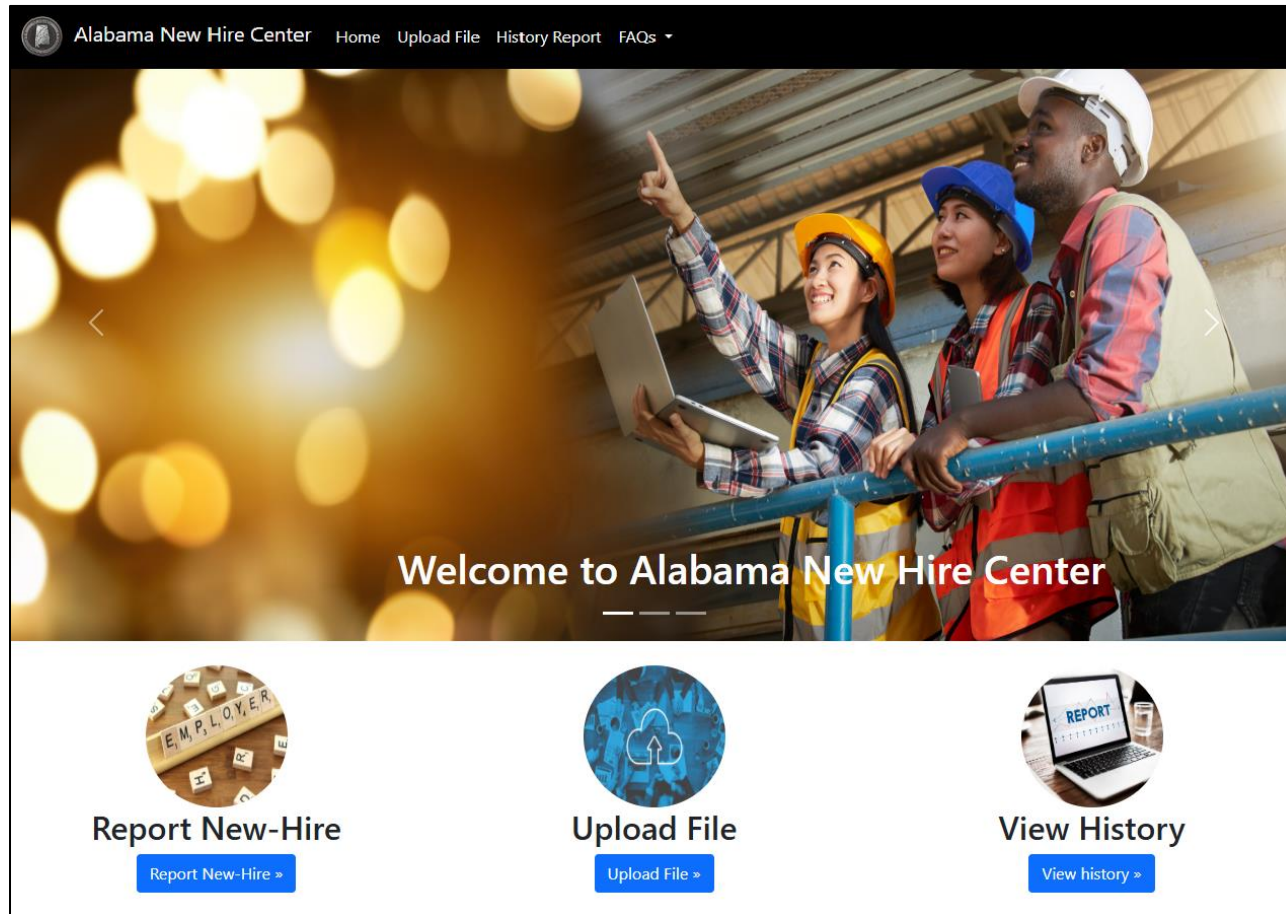 Alabama New Hire Center Home Upload File History Report FAQs
Welcome to Alabama New Hire Center
EMPLOYER
REPORT
Report New-Hire
Upload File
View History
Report New-Hire »
Upload File »
View history »